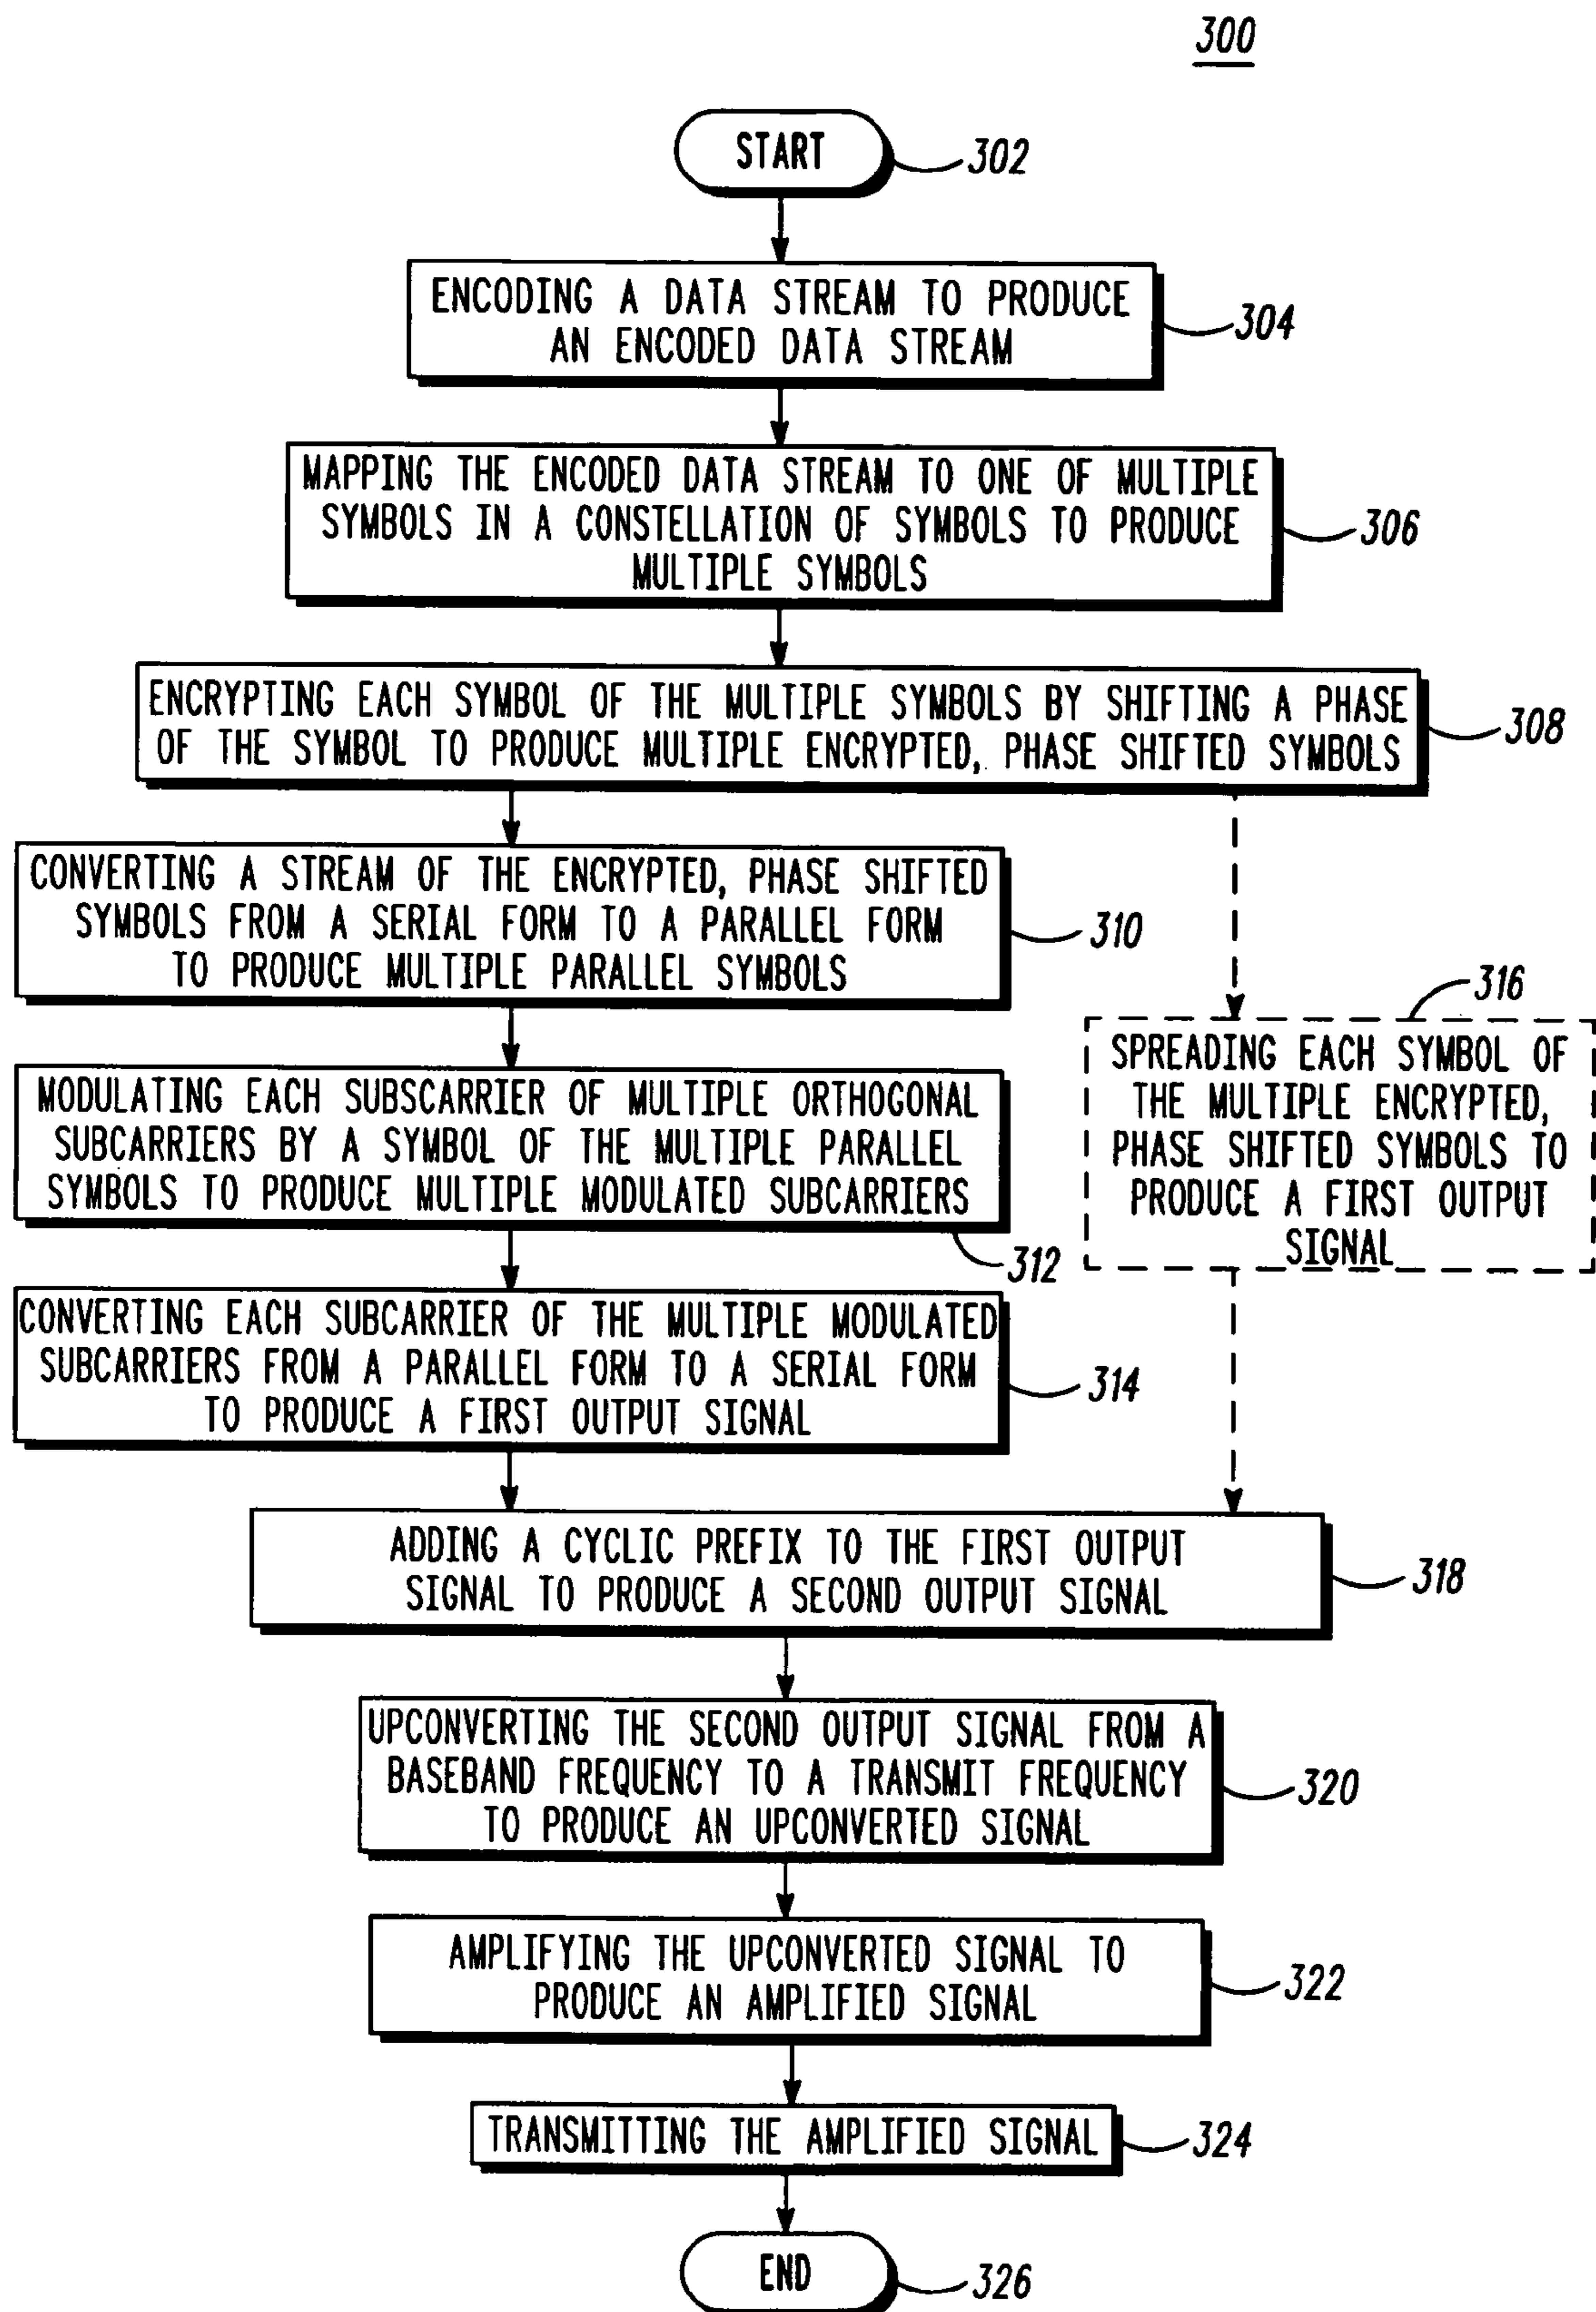 300
START
302
ENCODING A DATA STREAM TO PRODUCE
AN ENCODED DATA STREAM
304
MAPPING THE ENCODED DATA STREAM TO ONE OF MULTIPLE
SYMBOLS IN A CONSTELLATION OF SYMBOLS TO PRODUCE
MULTIPLE SYMBOLS
306
ENCRYPTING EACH SYMBOL OF THE MULTIPLE SYMBOLS BY SHIFTING A PHASE
OF THE SYMBOL TO PRODUCE MULTIPLE ENCRYPTED, PHASE SHIFTED SYMBOLS
308
CONVERTING A STREAM OF THE ENCRYPTED, PHASE SHIFTED
SYMBOLS FROM A SERIAL FORM TO A PARALLEL FORM
TO PRODUCE MULTIPLE PARALLEL SYMBOLS
310
MODULATING EACH SUBSCARRIER OF MULTIPLE ORTHOGONAL
SUBCARRIERS BY A SYMBOL OF THE MULTIPLE PARALLEL
SYMBOLS TO PRODUCE MULTIPLE MODULATED SUBCARRIERS
312
CONVERTING EACH SUBCARRIER OF THE MULTIPLE MODULATED
SUBCARRIERS FROM A PARALLEL FORM TO A SERIAL FORM
TO PRODUCE A FIRST OUTPUT SIGNAL
314
316
SPREADING EACH SYMBOL OF
THE MULTIPLE ENCRYPTED,
PHASE SHIFTED SYMBOLS TO
PRODUCE A FIRST OUTPUT
SIGNAL
ADDING A CYCLIC PREFIX TO THE FIRST OUTPUT
SIGNAL TO PRODUCE A SECOND OUTPUT SIGNAL
318
UPCONVERTING THE SECOND OUTPUT SIGNAL FROM A
BASEBAND FREQUENCY TO A TRANSMIT FREQUENCY
TO PRODUCE AN UPCONVERTED SIGNAL
320
AMPLIFYING THE UPCONVERTED SIGNAL TO
PRODUCE AN AMPLIFIED SIGNAL
322
TRANSMITTING THE AMPLIFIED SIGNAL
324
END
326